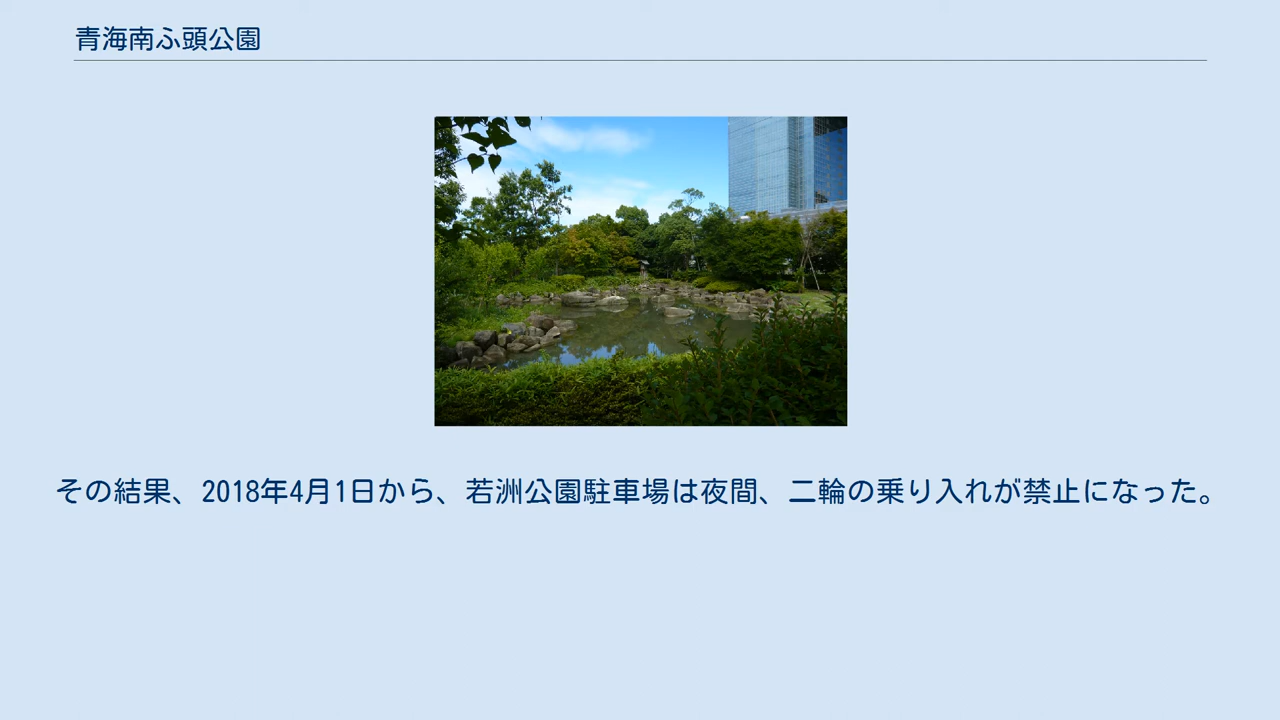 青海南ふ頭公園
その結果、2018年4月1日から、若洲公園駐車場は夜間、二輪の乗り入れが禁止になった。